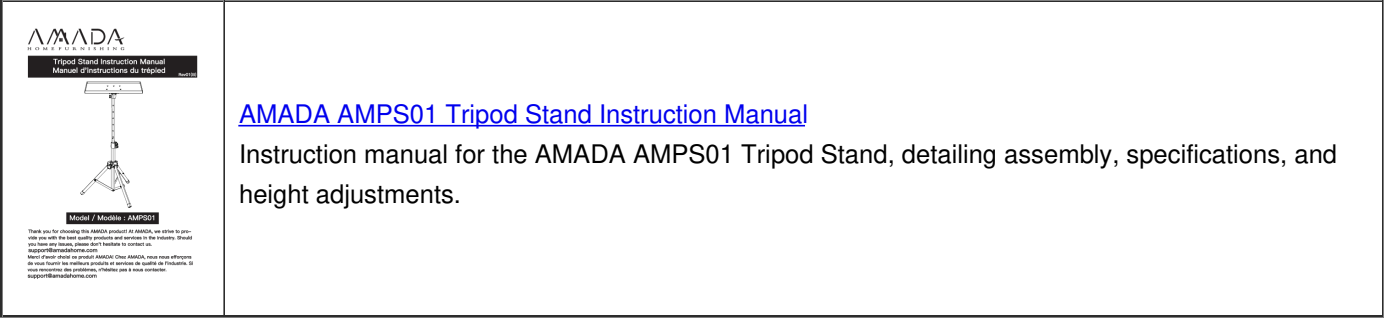 AMADA
HOMEFURNISHING
Tripod Stand Instruction Manual
Manuel d'instructions du trépied
Rev01(00)
Model / Modèle : AMPS01
Thank you for choosing this AMADA product! At AMADA, we strive to pro-
vide you with the best quality products and services in the industry. Should
you have any issues, please don't hesitate to contact us.
support@amadahome.com
Merci d'avoir choisi ce produit AMADA! Chez AMADA, nous nous efforçons
de vous fournir les meilleurs produits et services de qualité de l'industrie. Si
vous rencontrez des problèmes, n'hésitez pas à nous contacter.
support@amadahome.com
AMADA AMPS01 Tripod Stand Instruction Manual
Instruction manual for the AMADA AMPS01 Tripod Stand, detailing assembly, specifications, and
height adjustments.